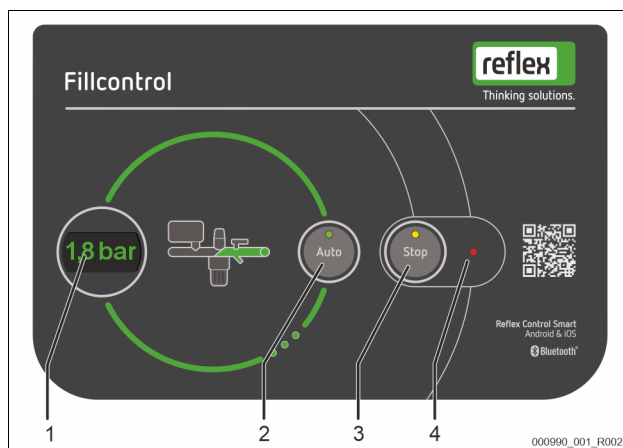 Fillcontrol
reflex
Thinking solutions.
1,8 bar
Auto
Stop
Reflex Control Smart
Android & iOS
Bluetooth®
1
2
3
4
000990_001_R002